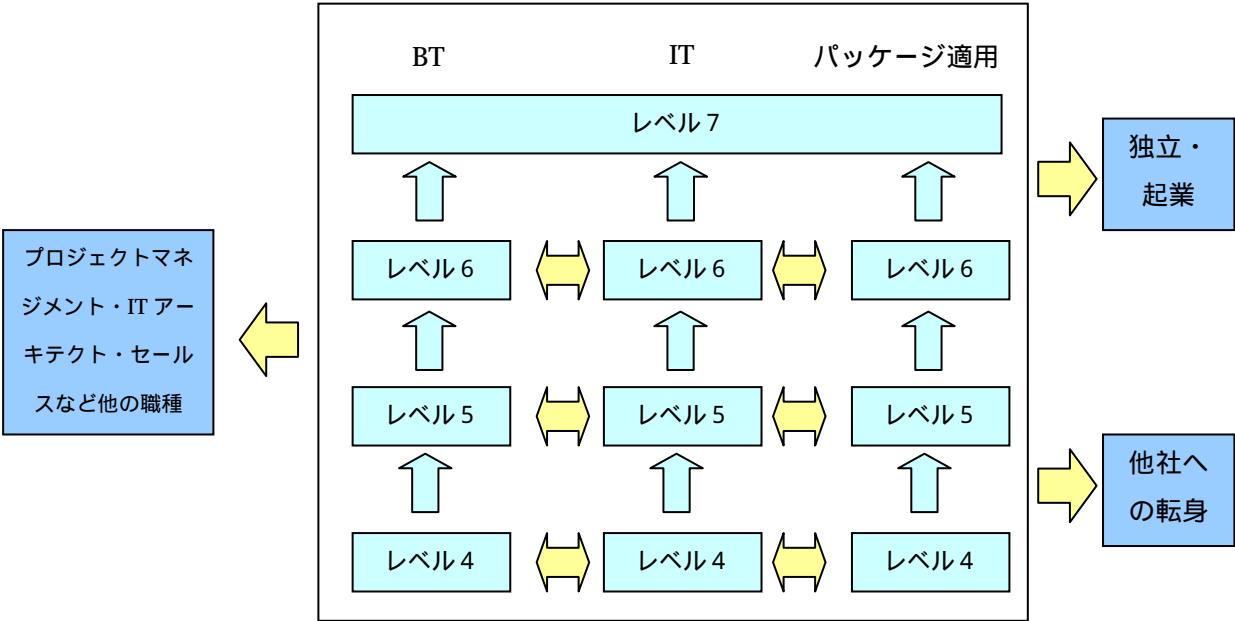 BT
IT
パッケージ適用
レベル 7
独立・
起業
プロジェクトマネ
ジメント・IT アー
キテクト・セール
スなど他の職種
レベル 6
レベル 6
レベル 6
レベル 5
レベル 5
レベル 5
他社へ
の転身
レベル 4
レベル 4
レベル 4